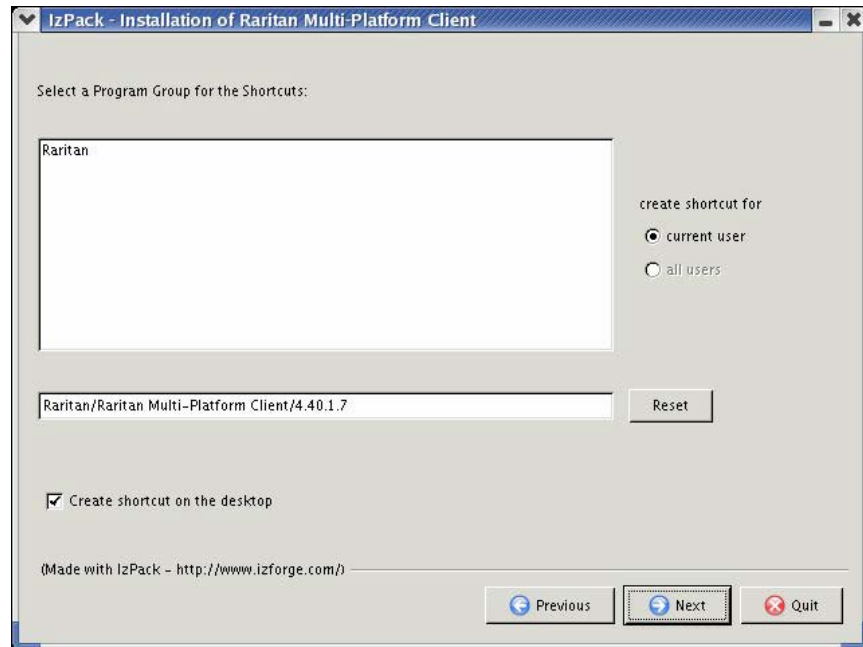 IzPack - Installation of Raritan Multi-Platform Client
Select a Program Group for the Shortcuts:
Raritan
create shortcut for
current user
all users
Raritan/Raritan Multi-Platform Client/4.40.1.7
Reset
Create shortcut on the desktop
(Made with IzPack - http://www.izforge.com/)
Previous
Next
Quit